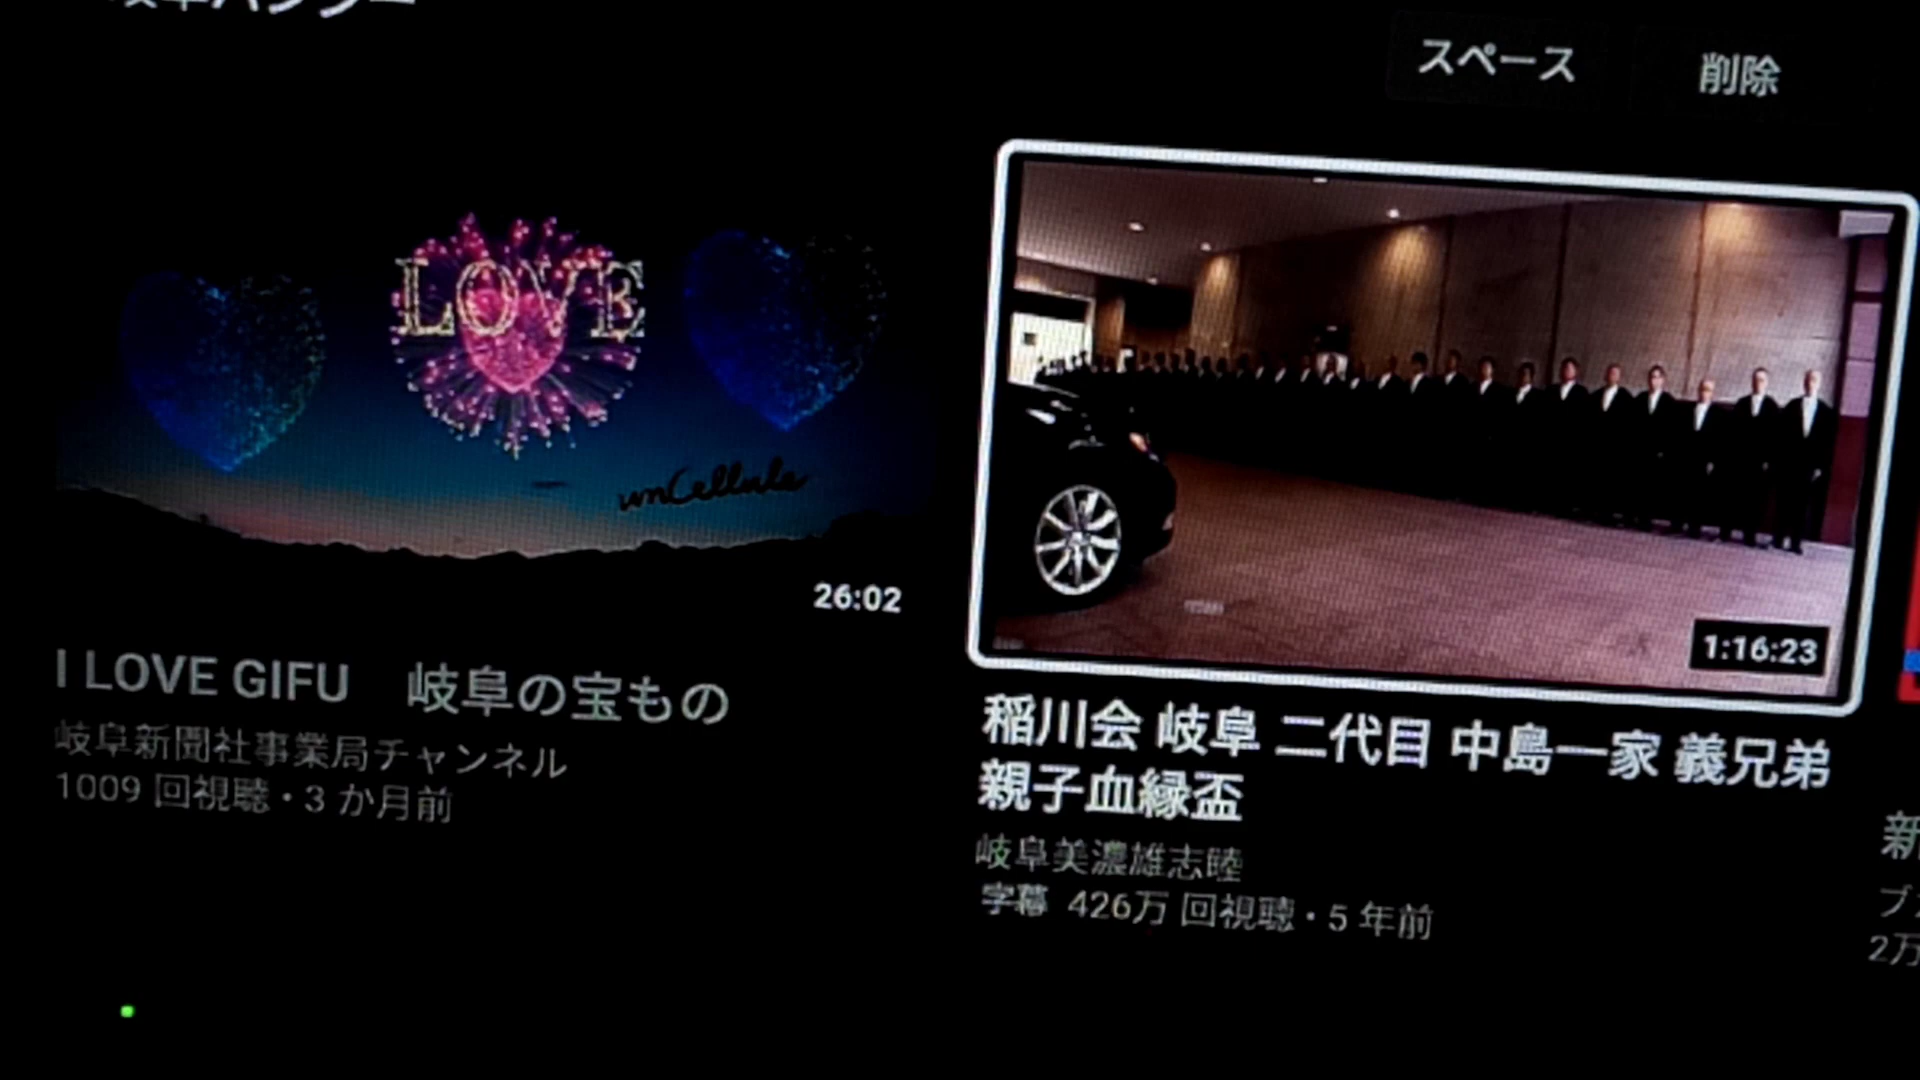 スペース
削除
LOVE
unCellule
26:02
I LOVE GIFU　岐阜の宝もの
岐阜新聞社事業局チャンネル
1009 回視聴・3 か月前
1:16:23
稲川会 岐阜 二代目 中島一家 義兄弟
親子血縁盃
岐阜美濃雄志睦
字幕 426万 回視聴・5 年前
新
2万